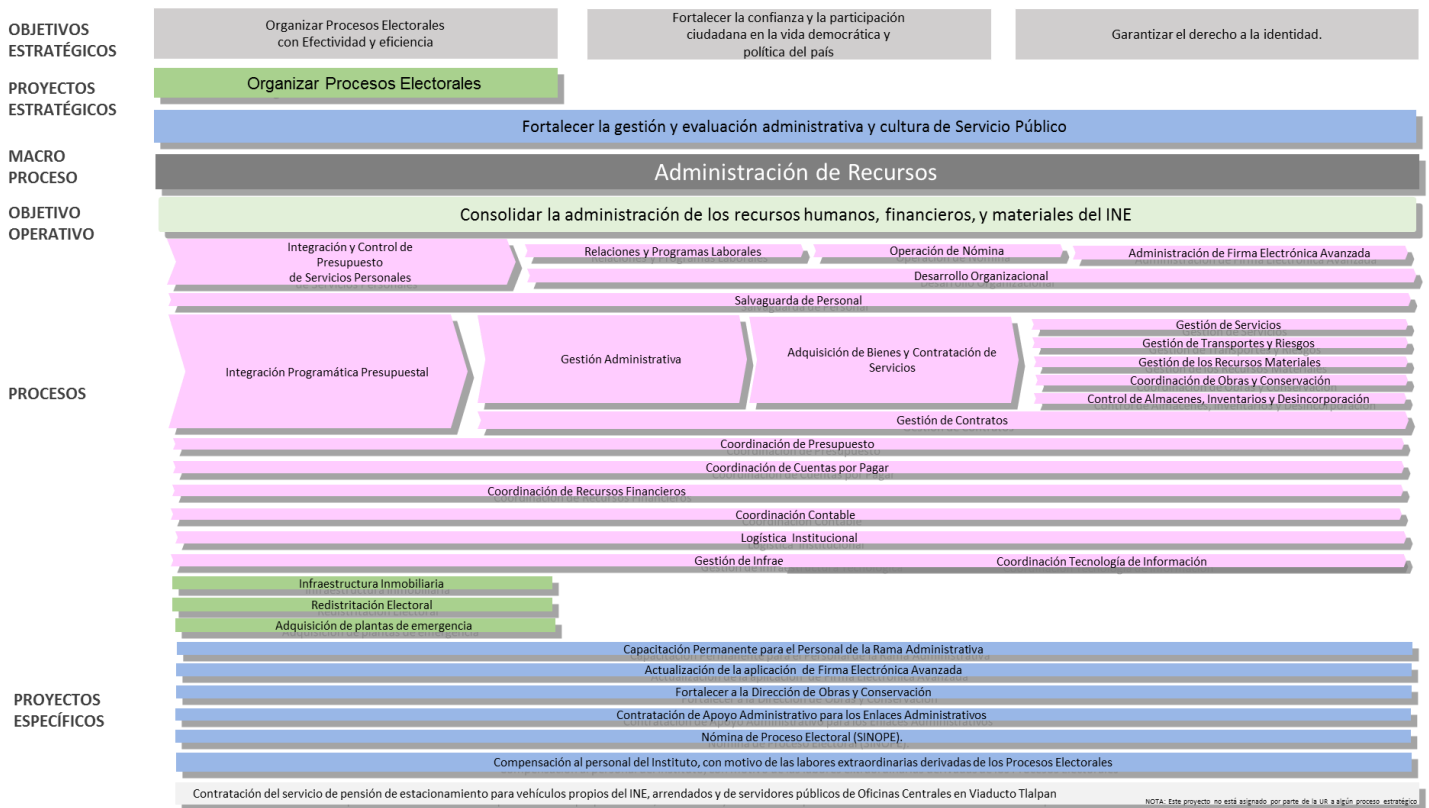 OBJETIVOS
ESTRATÉGICOS
Organizar Procesos Electorales
con Efectividad y eficiencia
Fortalecer la confianza y la participación
ciudadana en la vida democrática y
política del país
Garantizar el derecho a la identidad.
PROYECTOS
ESTRATÉGICOS
Organizar Procesos Electorales
Fortalecer la gestión y evaluación administrativa y cultura de Servicio Público
MACRO
PROCESO
Administración de Recursos
OBJETIVO
OPERATIVO
Consolidar la administración de los recursos humanos, financieros, y materiales del INE
Integración y Control de
Presupuesto
de Servicios Personales
Relaciones y Programas Laborales
Operación de Nómina
Administración de Firma Electrónica Avanzada
Desarrollo Organizacional
Salvaguarda de Personal
PROCESOS
Integración Programática Presupuestal
Gestión Administrativa
Adquisición de Bienes y Contratación de
Servicios
Gestión de Servicios
Gestión de Transportes y Riesgos
Gestión de los Recursos Materiales
Coordinación de Obras y Conservación
Control de Almacenes, Inventarios y Desincorporación
Gestión de Contratos
Coordinación de Presupuesto
Coordinación de Cuentas por Pagar
Coordinación de Recursos Financieros
Coordinación Contable
Logística Institucional
Gestión de Infrae
Coordinación Tecnología de Información
Infraestructura Inmobiliaria
Redistritación Electoral
Adquisición de plantas de emergencia
PROYECTOS
ESPECÍFICOS
Capacitación Permanente para el Personal de la Rama Administrativa
Actualización de la aplicación de Firma Electrónica Avanzada
Fortalecer a la Dirección de Obras y Conservación
Contratación de Apoyo Administrativo para los Enlaces Administrativos
Nómina de Proceso Electoral (SINOPE).
Compensación al personal del Instituto, con motivo de las labores extraordinarias derivadas de los Procesos Electorales
Contratación del servicio de pensión de estacionamiento para vehículos propios del INE, arrendados y de servidores públicos de Oficinas Centrales en Viaducto Tlalpan
NOTA: Este proyecto no está asignado por parte de la UR a algún proceso estratégico